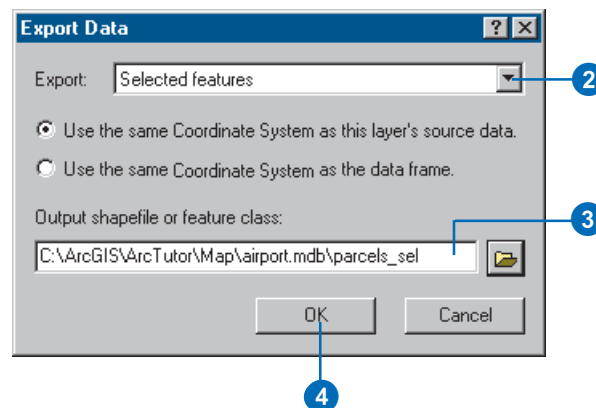 Export Data
? X
Export: Selected features
2
Use the same Coordinate System as this layer's source data.
Use the same Coordinate System as the data frame.
Output shapefile or feature class:
3
C:\ArcGIS\ArcTutor\Map\airport.mdb\parcels_sel
OK Cancel
4